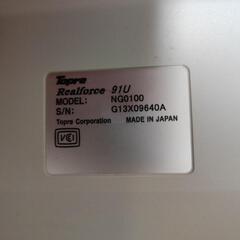 Topre
Realforce 91U
MODEL: NG0100
S/N: G13X09640A
Topre Corporation MADE IN JAPAN
VCI